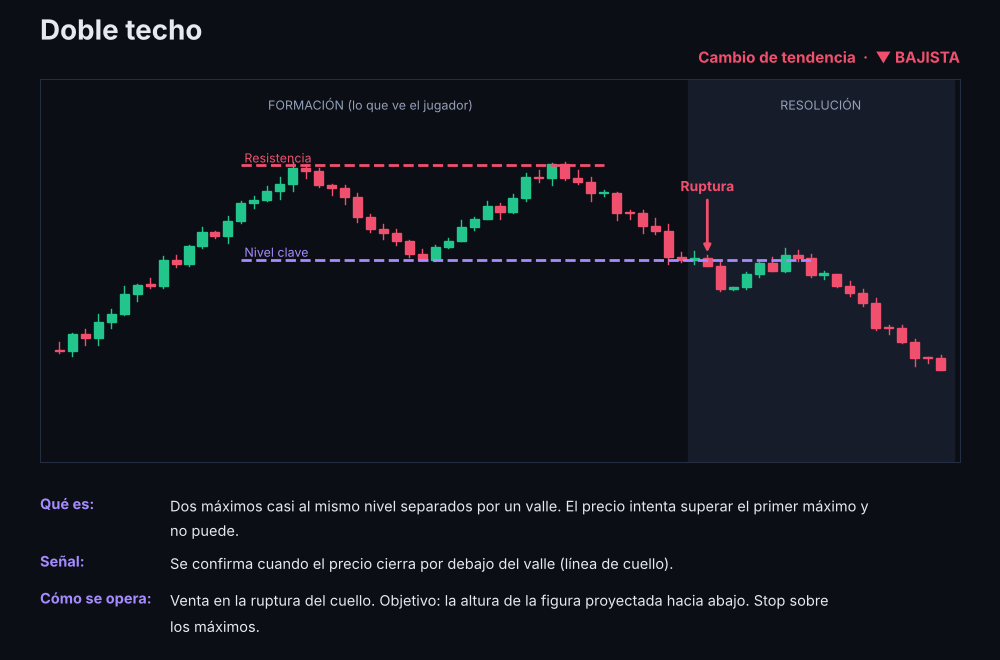 Doble techo
Cambio de tendencia · ▼ BAJISTA
FORMACIÓN (lo que ve el jugador)
RESOLUCIÓN
Resistencia
Ruptura
Nivel clave
Qué es:
Dos máximos casi al mismo nivel separados por un valle. El precio intenta superar el primer máximo y
no puede.
Señal:
Se confirma cuando el precio cierra por debajo del valle (línea de cuello).
Cómo se opera:
Venta en la ruptura del cuello. Objetivo: la altura de la figura proyectada hacia abajo. Stop sobre
los máximos.